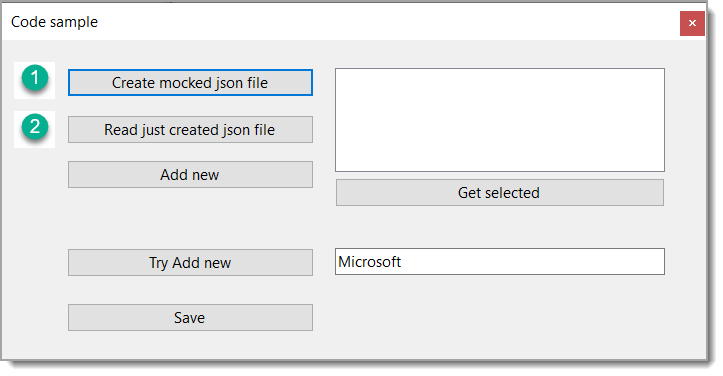 Code sample
1
Create mocked json file
2
Read just created json file
Add new
Get selected
Try Add new
Microsoft
Save